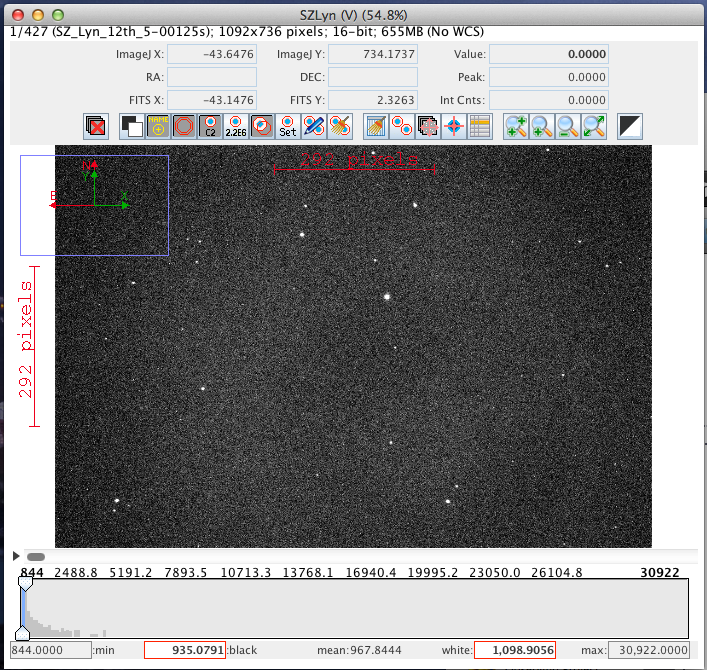 SZLyn (V) (54.8%)
1/427 (SZ_Lyn_12th_5-00125s); 1092x736 pixels; 16-bit; 655MB (No WCS)
ImageJ X: -43.6476 ImageJ Y: 734.1737 Value: 0.0000
RA: DEC: Peak: 0.0000
FITS X: -43.1476 FITS Y: 2.3263 Int Cnts: 0.0000
NAME C2 2.2E6 Set
292 pixels
Y
X
E
292 pixels
844 2488.8 5191.2 7893.5 10713.3 13768.1 16940.4 19995.2 23050.0 26104.8 30922
844.0000 :min 935.0791 :black mean: 967.8444 white: 1,098.9056 max: 30,922.0000